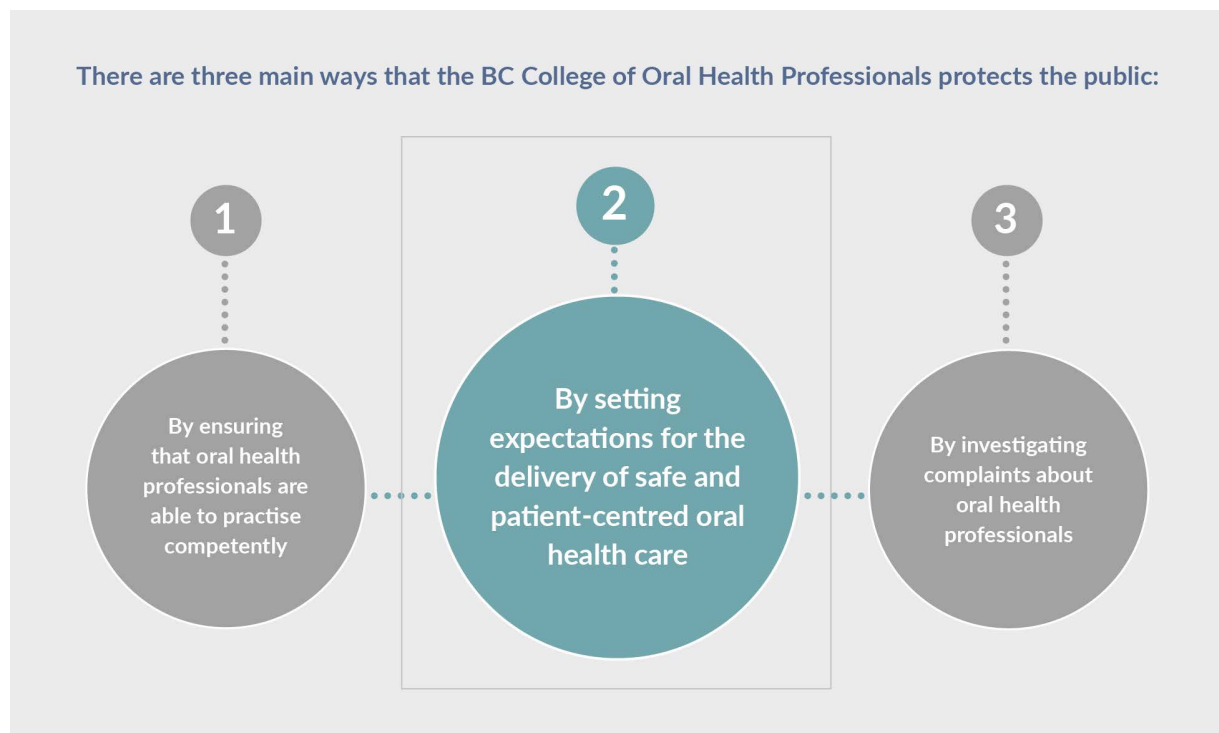 There are three main ways that the BC College of Oral Health Professionals protects the public:
1
By ensuring
that oral health
professionals are
able to practise
competently
2
By setting
expectations for the
delivery of safe and
patient-centred oral
health care
3
By investigating
complaints about
oral health
professionals